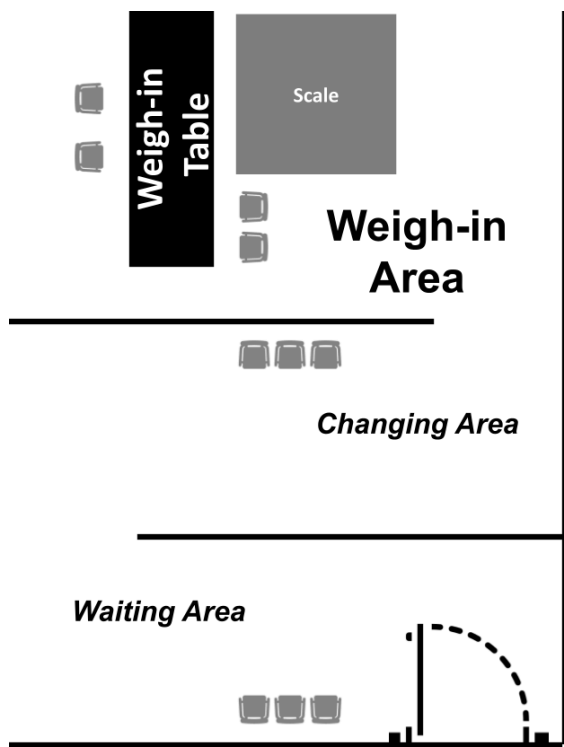 Weigh-in
Table
Scale
Weigh-in
Area
Changing Area
Waiting Area